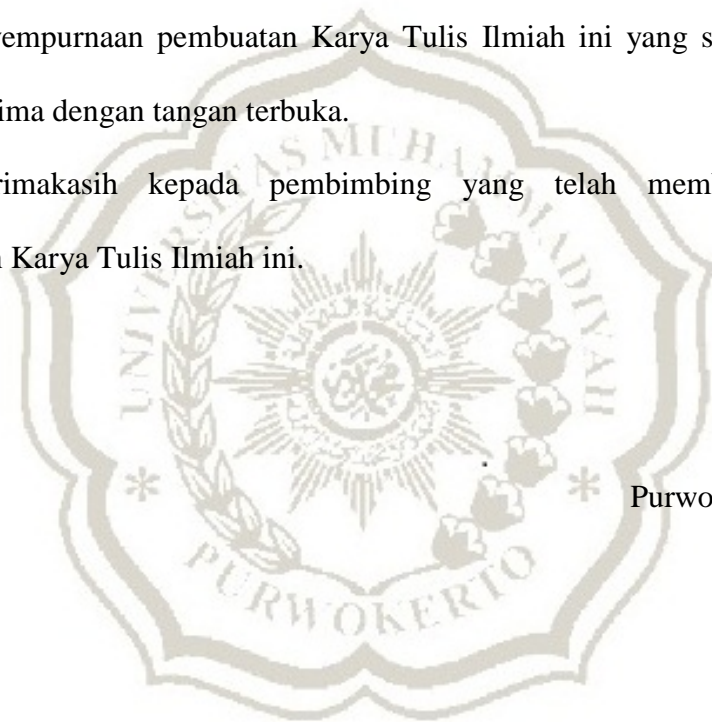 empurnaan pembuatan Karya Tulis Ilmiah ini yang s
ima dengan tangan terbuka.
rimakasih kepada pembimbing yang telah mem
Karya Tulis Ilmiah ini.
Purwo
UNIVERSITAS MUHAMMADIYAH
* *
PURWOKERTO